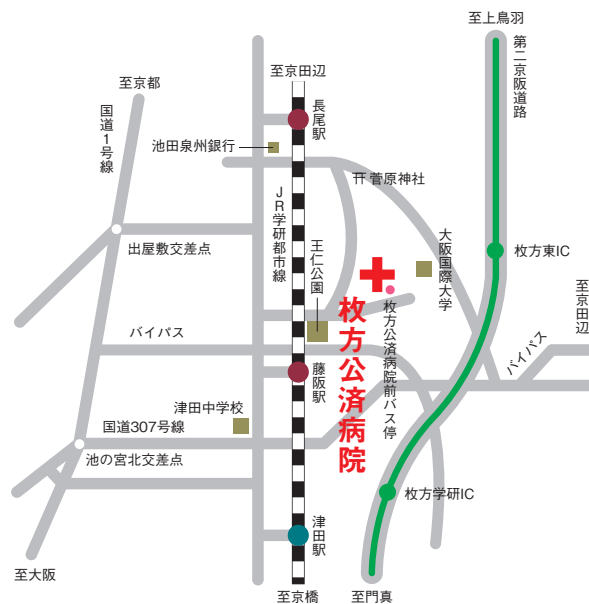 至上鳥羽
第二京阪道路
至京都
国道1号線
至京田辺
長尾駅
池田泉州銀行
菅原神社
JR学研都市線
王仁公園
大阪国際大学
枚方東IC
出屋敷交差点
至京田辺
枚方公済病院
枚方公済病院前バス停
バイパス
バイパス
藤阪駅
津田中学校
国道307号線
池の宮北交差点
枚方学研IC
津田駅
至大阪
至京橋
至門真